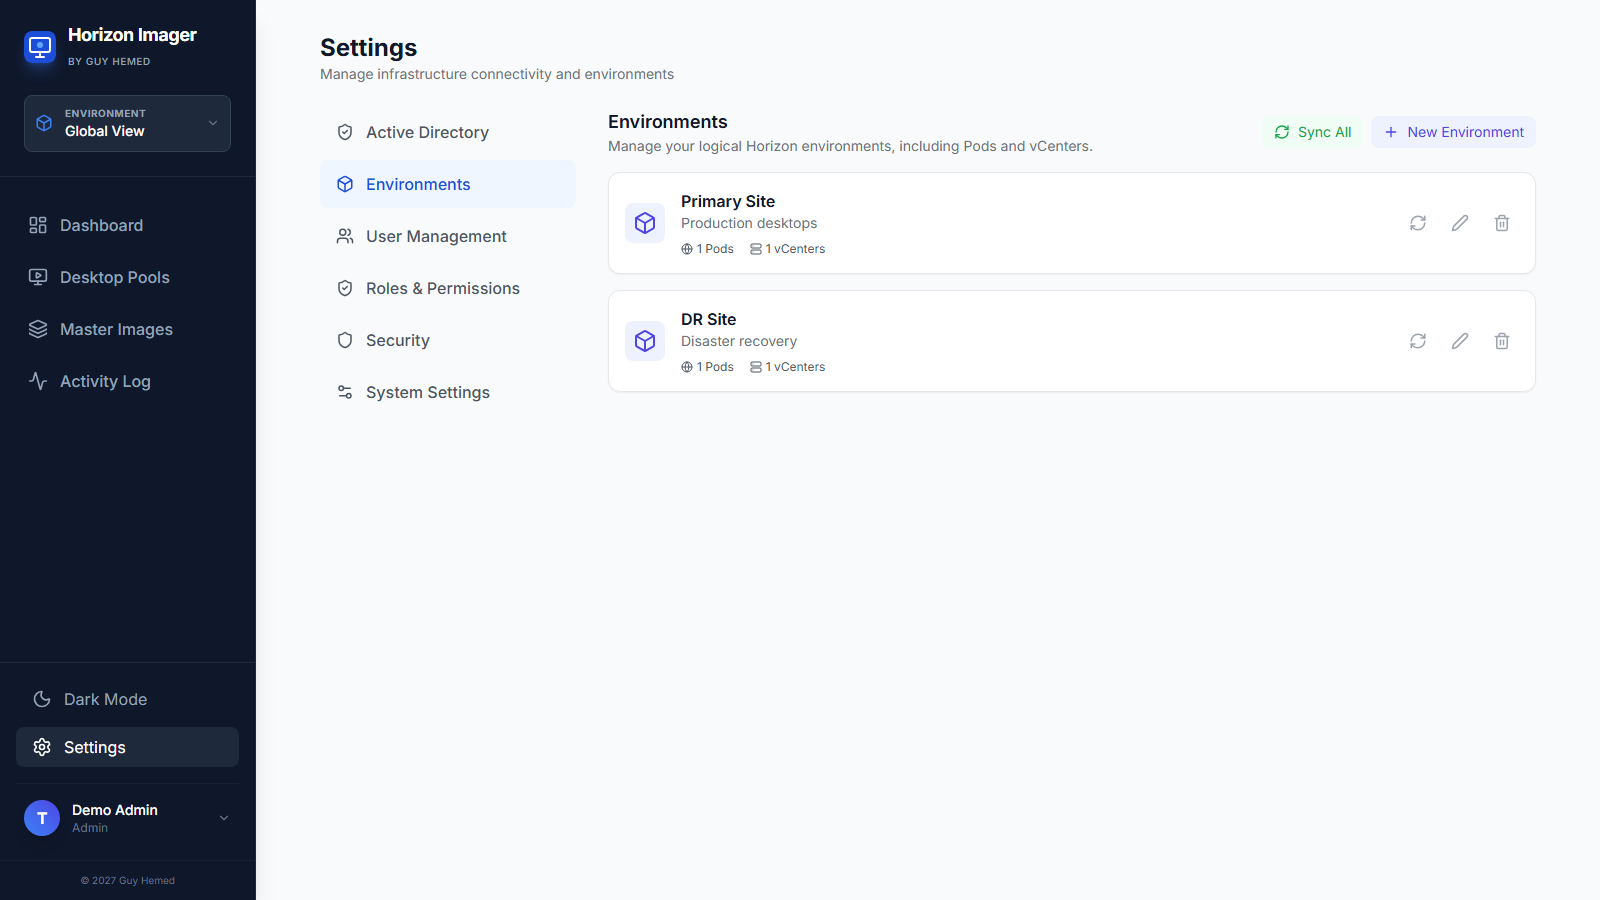 Horizon Imager
BY GUY HEMED
ENVIRONMENT
Global View
Dashboard
Desktop Pools
Master Images
Activity Log
Dark Mode
Settings
T
Demo Admin
Admin
© 2027 Guy Hemed
Settings
Manage infrastructure connectivity and environments
Active Directory
Environments
User Management
Roles & Permissions
Security
System Settings
Environments
Manage your logical Horizon environments, including Pods and vCenters.
Sync All
New Environment
Primary Site
Production desktops
1 Pods 1 vCenters
DR Site
Disaster recovery
1 Pods 1 vCenters